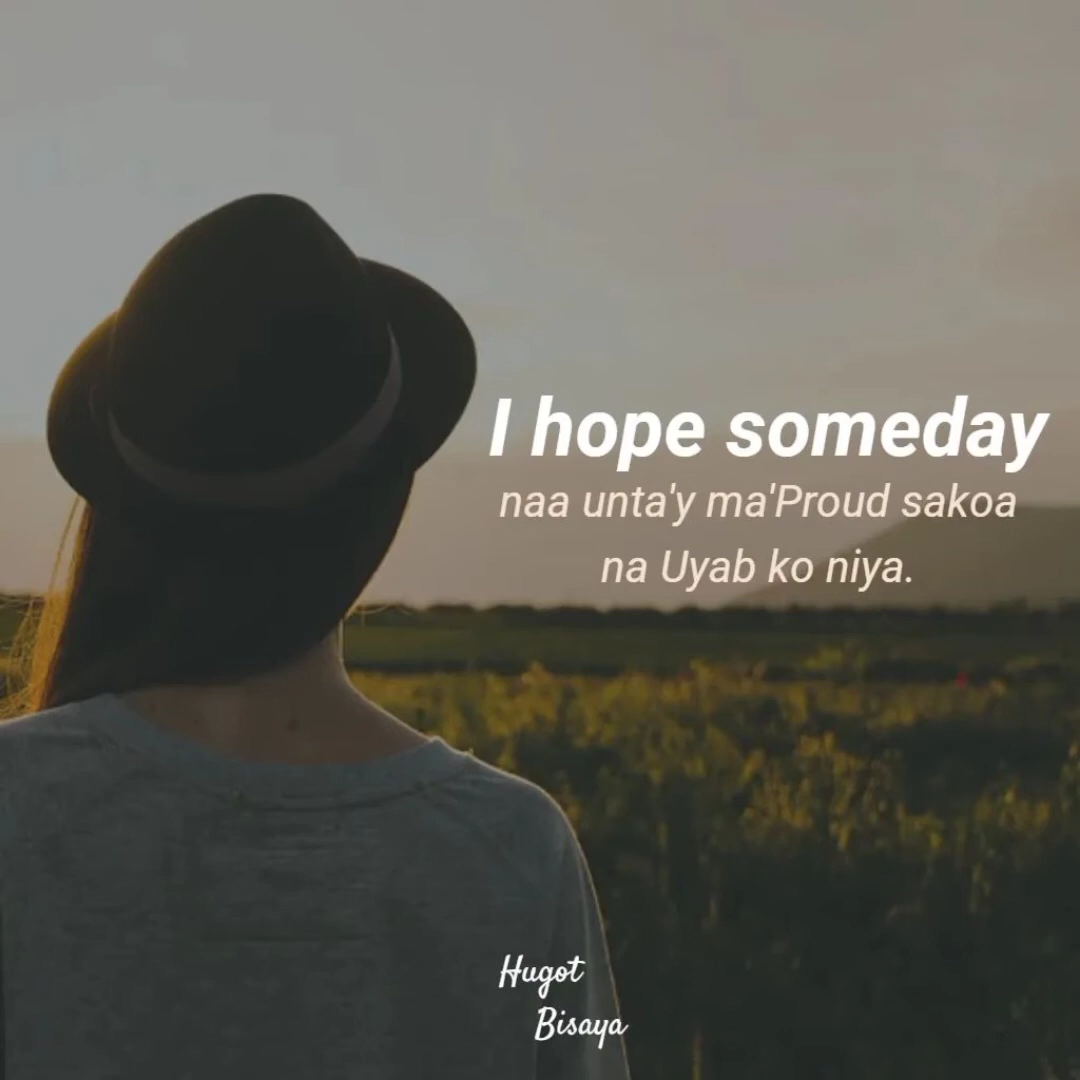 I hope someday
naa unta'y ma'Proud sakoa
na Uyab ko niya.
Hugot
Bisaya